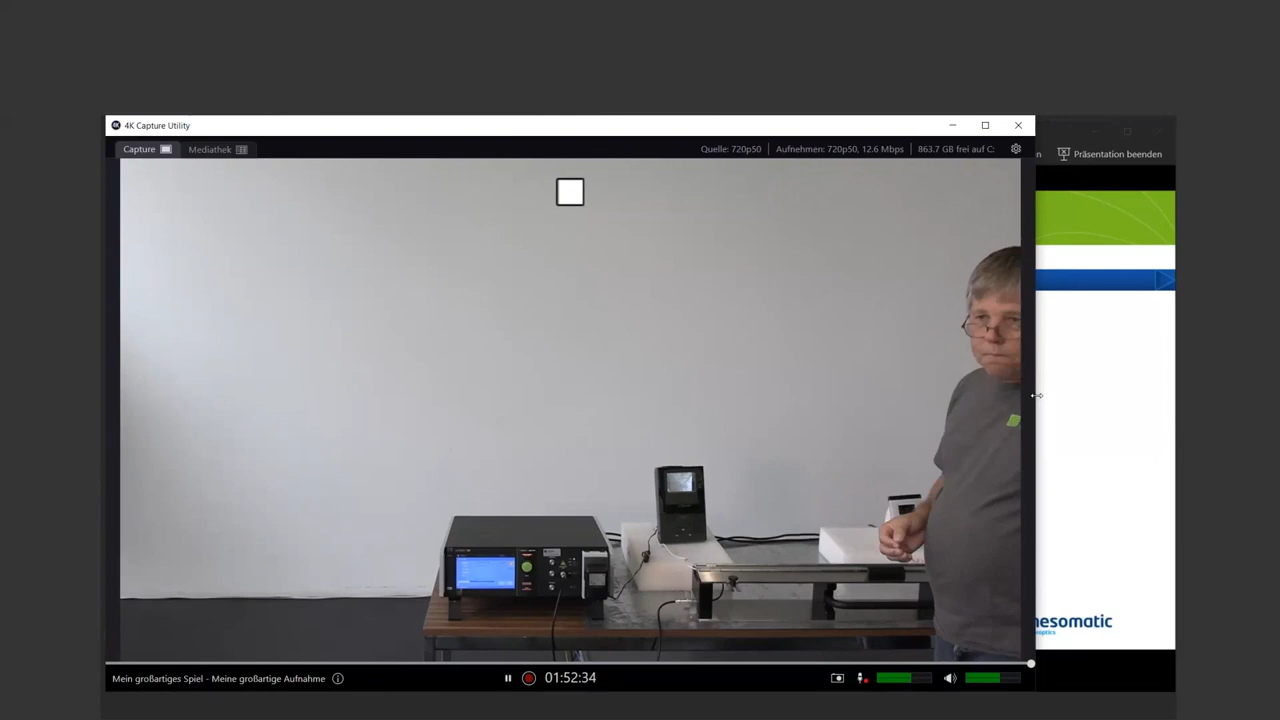 4K Capture Utility
Capture
Mediathek
Quelle: 720p50
Aufnehmen: 720p50, 12.6 Mbps
863.7 GB frei auf C:
n
Präsentation beenden
nesomatic
optics
Mein großartiges Spiel - Meine großartige Aufnahme
01:52:34